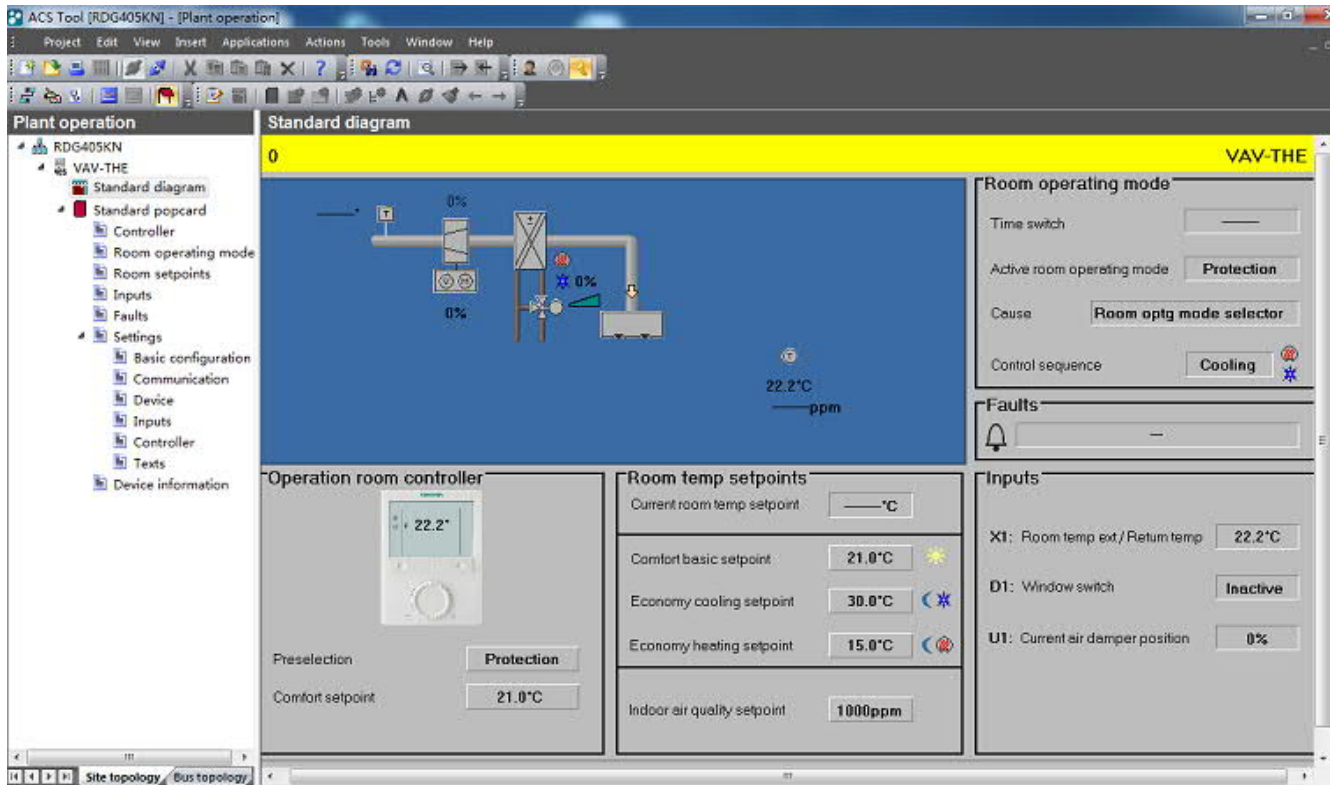 ACS Tool [RDG405KN] - [Plant operation]
Project Edit View Insert Applications Actions Tools Window Help
Plant operation
RDG405KN
VAV-THE
Standard diagram
Standard popcard
Controller
Room operating mode
Room setpoints
Inputs
Faults
Settings
Basic configuration
Communication
Device
Inputs
Controller
Texts
Device information
Site topology Bus topology
Standard diagram
0 VAV-THE
T 0%
0%
0%
T
22.2°C
ppm
Room operating mode
Time switch
Active room operating mode Protection
Cause Room optg mode selector
Control sequence Cooling
Faults
Operation room controller
22.2°
Preselection Protection
Comfort setpoint 21.0°C
Room temp setpoints
Current room temp setpoint °C
Comfort basic setpoint 21.0°C
Economy cooling setpoint 30.0°C
Economy heating setpoint 15.0°C
Indoor air quality setpoint 1000ppm
Inputs
X1: Room temp ext / Return temp 22.2°C
D1: Window switch Inactive
U1: Current air damper position 0%